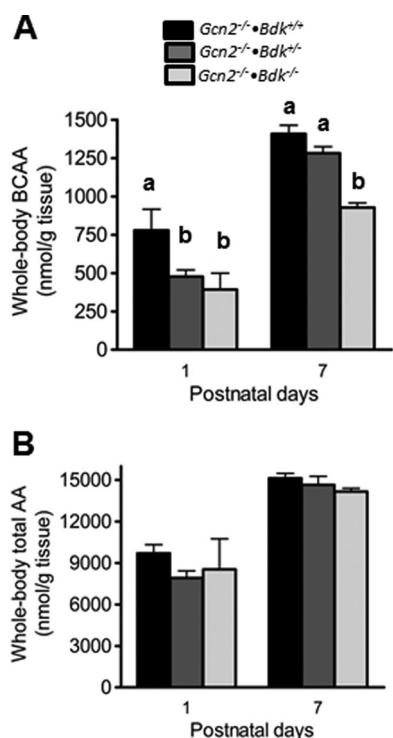 A
Gcn2-/-•Bdk+/+
Gcn2-/-•Bdk+/-
Gcn2-/-•Bdk-/-
Whole-body BCAA
(nmol/g tissue)
1500
1250
1000
750
500
250
0
a
b
b
a
a
b
1
7
Postnatal days
B
Whole-body total AA
(nmol/g tissue)
15000
12000
9000
6000
3000
0
1
7
Postnatal days